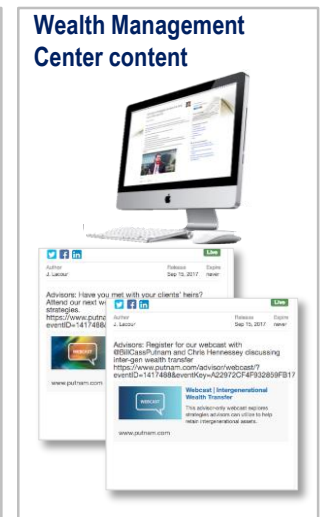 Wealth Management
Center content
Live
Author Release Expire
J. Lacour Sep 15, 2017 never
Advisors: Have you met with your clients' heirs?
Attend our next w
strategies.
https://www.putna
eventID=1417488&
WEBCAST
www.putnam.com
Live
Author Release Expire
J. Lacour Sep 15, 2017 never
Advisors: Register for our webcast with
@BillCassPutnam and Chris Hennessey discussing
inter-gen wealth transfer
https://www.putnam.com/advisor/webcast/?
eventID=1417488&eventKey=A22972CF4F932859FB17
WEBCAST
Webcast | Intergenerational
Wealth Transfer
This advisor-only webcast explores
strategies advisors can utilize to help
retain intergenerational assets.
www.putnam.com